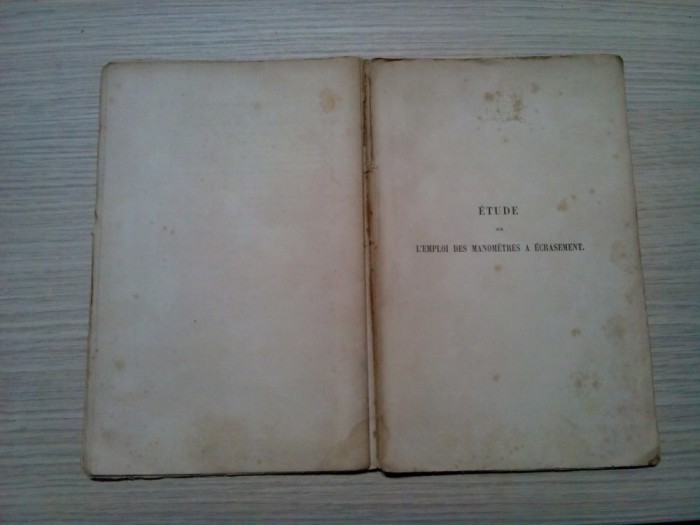 ÉTUDE
SUR
L'EMPLOI DES MANOMÈTRES A ÉCRASEMENT.